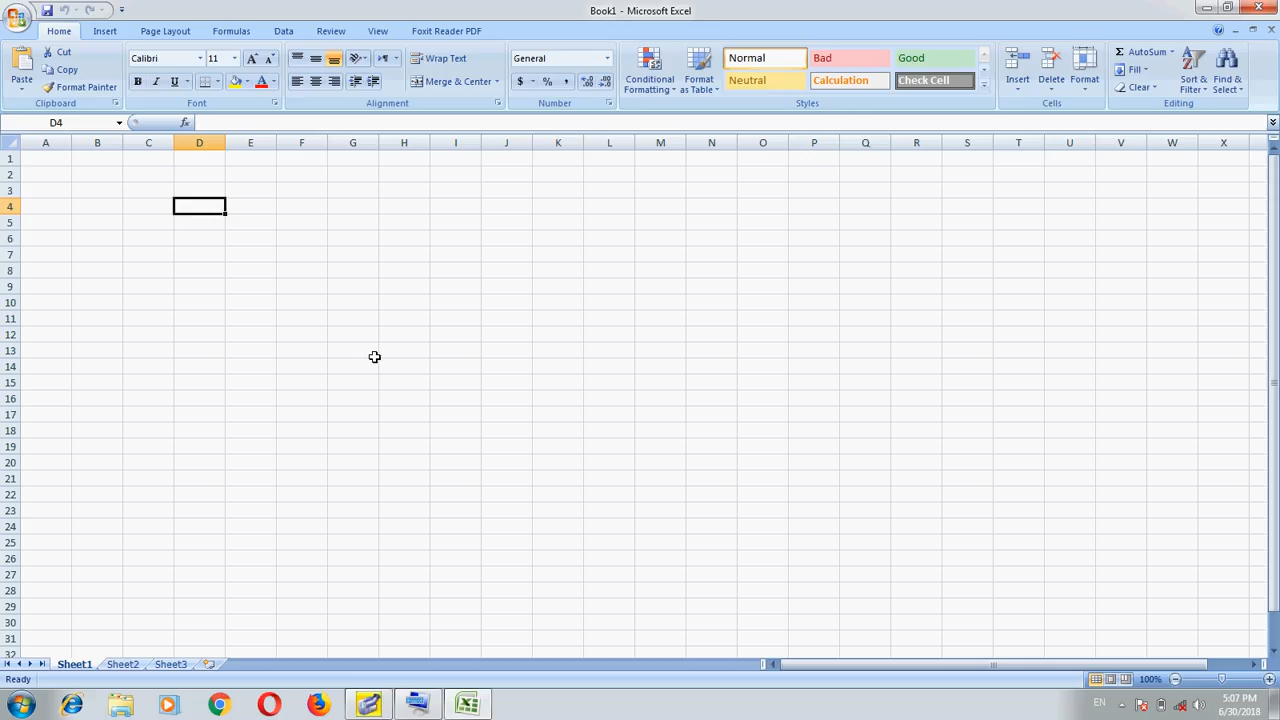 Book1 - Microsoft Excel
Home Insert Page Layout Formulas Data Review View Foxit Reader PDF
Paste
Cut
Copy
Format Painter
Clipboard
Calibri 11
B I U
Font
Wrap Text
Merge & Center
Alignment
General
$ % ,
Number
Conditional Formatting
Format as Table
Normal Bad Good
Neutral Calculation Check Cell
Styles
Insert Delete Format
Cells
AutoSum
Fill
Clear
Sort & Filter
Find & Select
Editing
D4 fx
A B C D E F G H I J K L M N O P Q R S T U V W X
1
2
3
4
5
6
7
8
9
10
11
12
13
14
15
16
17
18
19
20
21
22
23
24
25
26
27
28
29
30
31
32
Sheet1 Sheet2 Sheet3
Ready 100%
EN 5:07 PM
6/30/2018